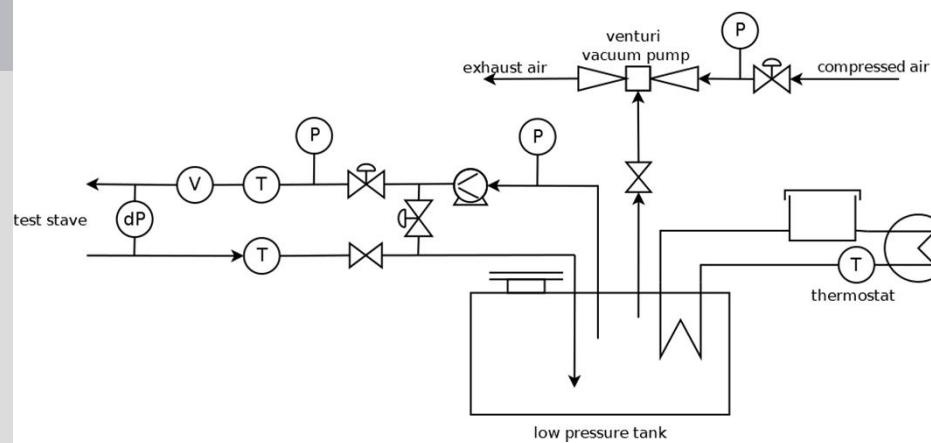 P
venturi
vacuum pump
exhaust air
compressed air
P
P
V
T
test stave
dP
T
T
thermostat
low pressure tank